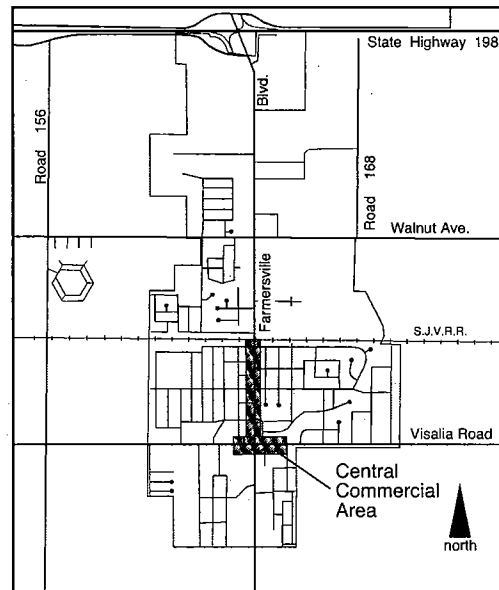 State Highway 198
Blvd.
Road 156
Road 168
Walnut Ave.
Farmersville
S.J.V.R.R.
Visalia Road
Central
Commercial
Area
north